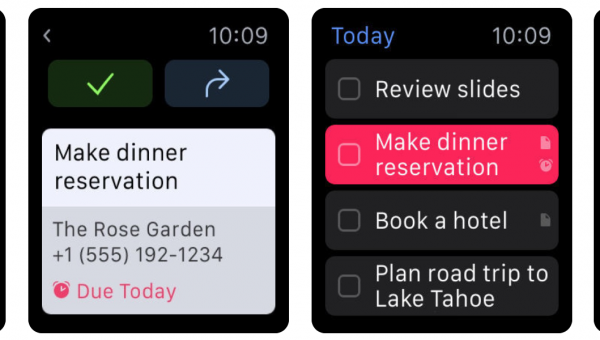 10:09
Make dinner
reservation
The Rose Garden
+1 (555) 192-1234
Due Today
Today 10:09
Review slides
Make dinner
reservation
Book a hotel
Plan road trip to
Lake Tahoe